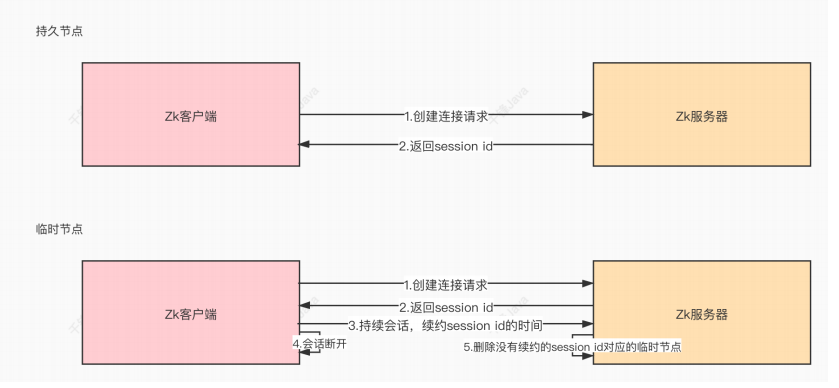 持久节点
Zk客户端
1.创建连接请求
2.返回session id
Zk服务器
临时节点
Zk客户端
1.创建连接请求
2.返回session id
3.持续会话，续约session id的时间
4.会话断开
Zk服务器
5.删除没有续约的session id对应的临时节点